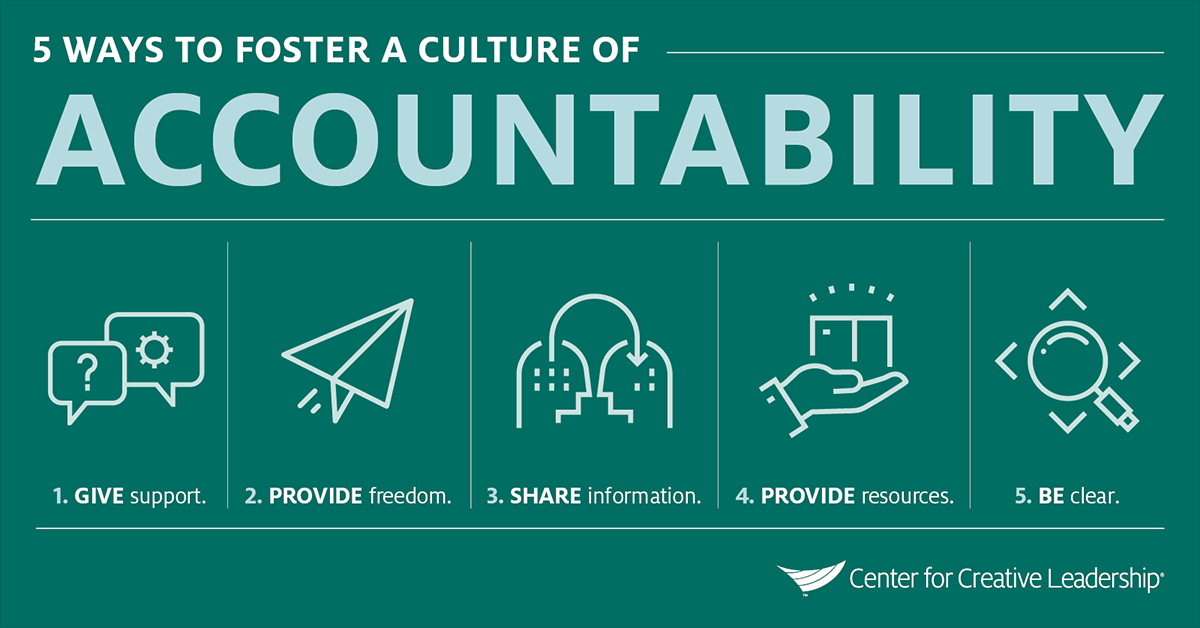 5 WAYS TO FOSTER A CULTURE OF
ACCOUNTABILITY
?
1. GIVE support.
2. PROVIDE freedom.
3. SHARE information.
4. PROVIDE resources.
5. BE clear.
™
Center for Creative Leadership®